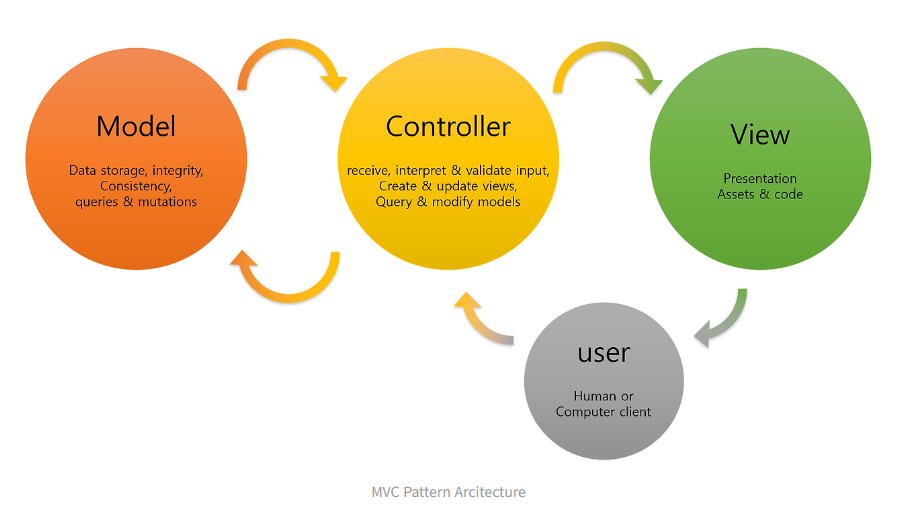 Model
Data storage, integrity,
Consistency,
queries & mutations
Controller
receive, interpret & validate input,
Create & update views,
Query & modify models
View
Presentation
Assets & code
user
Human or
Computer client
MVC Pattern Arcitecture